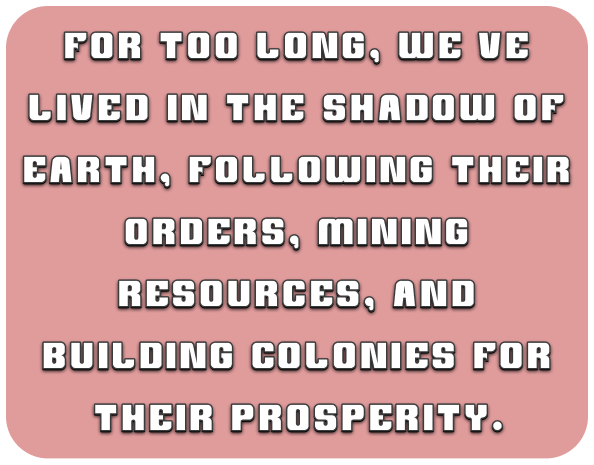 FOR TOO LONG, WE VE
LIVED IN THE SHADOW OF
EARTH, FOLLOWING THEIR
ORDERS, MINING
RESOURCES, AND
BUILDING COLONIES FOR
THEIR PROSPERITY.